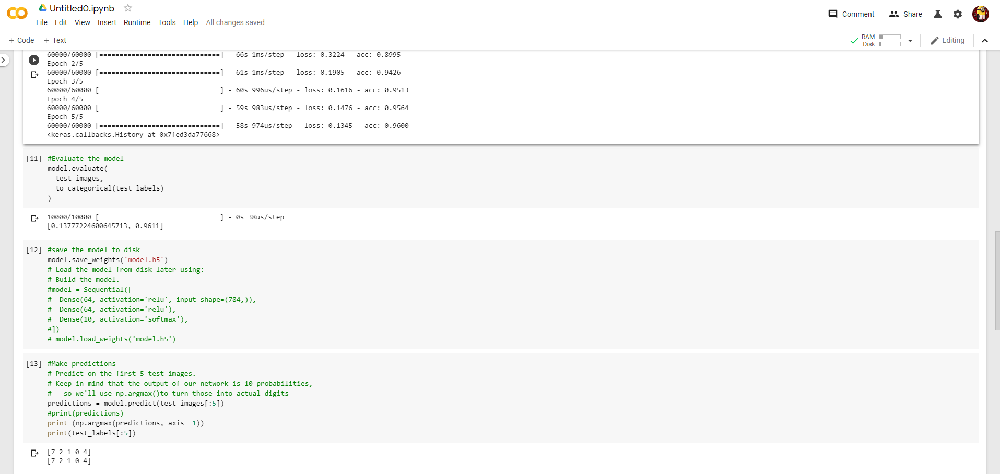 Untitled0.ipynb
File Edit View Insert Runtime Tools Help All changes saved
Comment Share
+ Code + Text
RAM
Disk
Editing
60000/60000 [==============================] - 66s 1ms/step - loss: 0.3224 - acc: 0.8995
Epoch 2/5
60000/60000 [==============================] - 61s 1ms/step - loss: 0.1905 - acc: 0.9426
Epoch 3/5
60000/60000 [==============================] - 60s 996us/step - loss: 0.1616 - acc: 0.9513
Epoch 4/5
60000/60000 [==============================] - 59s 983us/step - loss: 0.1476 - acc: 0.9564
Epoch 5/5
60000/60000 [==============================] - 58s 974us/step - loss: 0.1345 - acc: 0.9600
<keras.callbacks.History at 0x7fed3da77668>
[11] #Evaluate the model
model.evaluate(
  test_images,
  to_categorical(test_labels)
)
10000/10000 [==============================] - 0s 38us/step
[0.13777224600645713, 0.9611]
[12] #save the model to disk
model.save_weights('model.h5')
# Load the model from disk later using:
# Build the model.
#model = Sequential([
#  Dense(64, activation='relu', input_shape=(784,)),
#  Dense(64, activation='relu'),
#  Dense(10, activation='softmax'),
#])
# model.load_weights('model.h5')
[13] #Make predictions
# Predict on the first 5 test images.
# Keep in mind that the output of our network is 10 probabilities,
#   so we'll use np.argmax()to turn those into actual digits
predictions = model.predict(test_images[:5])
#print(predictions)
print (np.argmax(predictions, axis =1))
print(test_labels[:5])
[7 2 1 0 4]
[7 2 1 0 4]